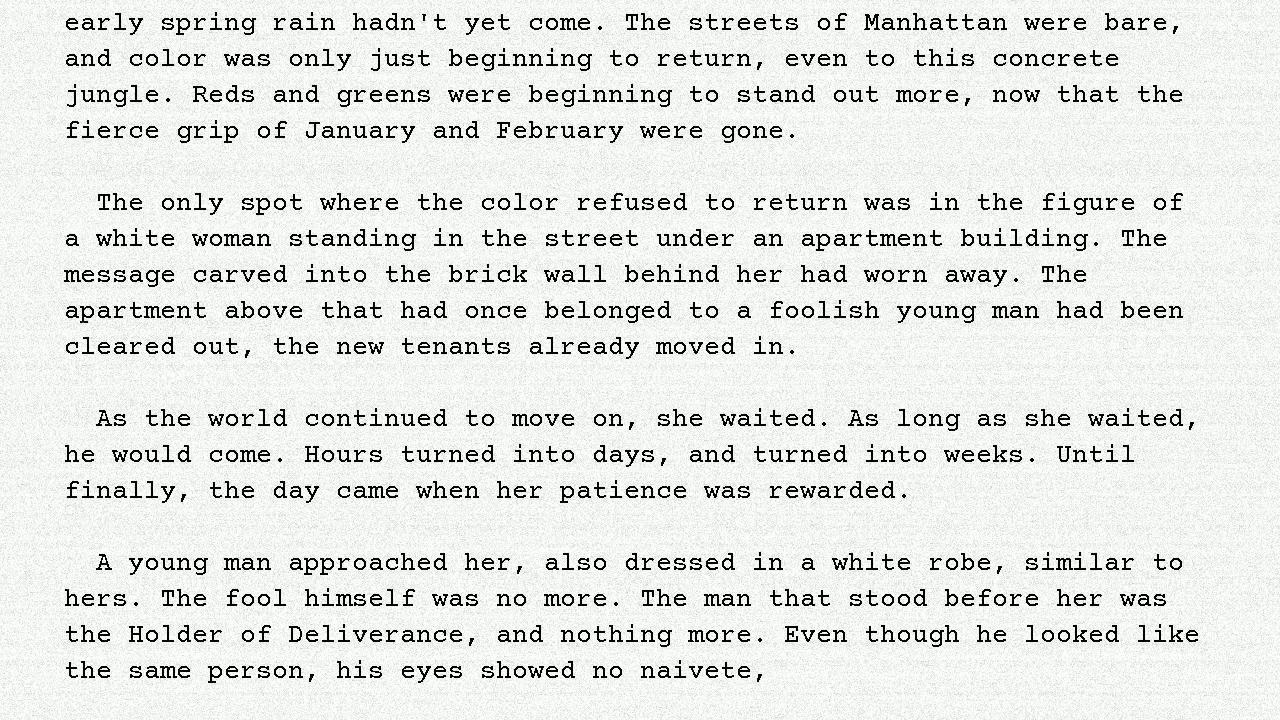 early spring rain hadn't yet come. The streets of Manhattan were bare,
and color was only just beginning to return, even to this concrete
jungle. Reds and greens were beginning to stand out more, now that the
fierce grip of January and February were gone.
The only spot where the color refused to return was in the figure of
a white woman standing in the street under an apartment building. The
message carved into the brick wall behind her had worn away. The
apartment above that had once belonged to a foolish young man had been
cleared out, the new tenants already moved in.
As the world continued to move on, she waited. As long as she waited,
he would come. Hours turned into days, and turned into weeks. Until
finally, the day came when her patience was rewarded.
A young man approached her, also dressed in a white robe, similar to
hers. The fool himself was no more. The man that stood before her was
the Holder of Deliverance, and nothing more. Even though he looked like
the same person, his eyes showed no naivete,